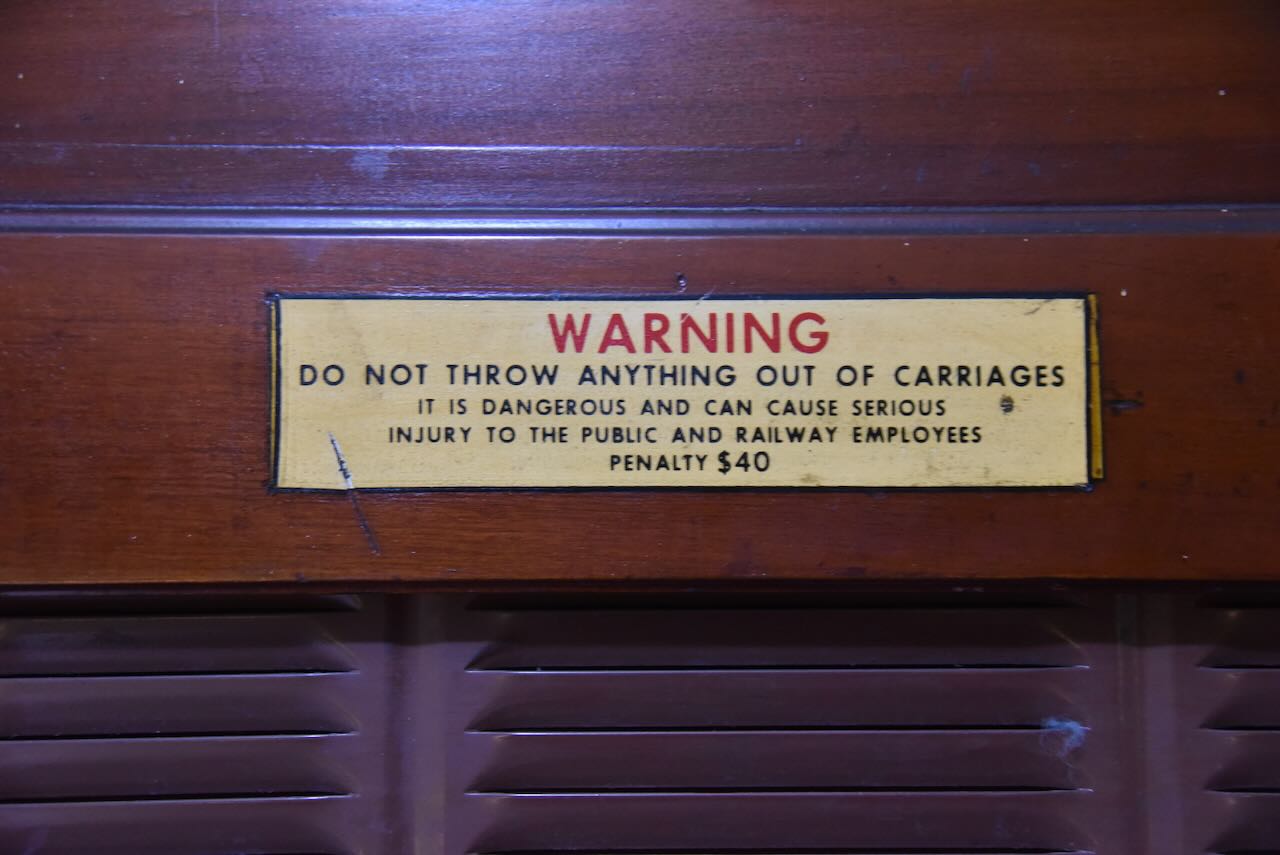 WARNING
DO NOT THROW ANYTHING OUT OF CARRIAGES
IT IS DANGEROUS AND CAN CAUSE SERIOUS
INJURY TO THE PUBLIC AND RAILWAY EMPLOYEES
PENALTY $40